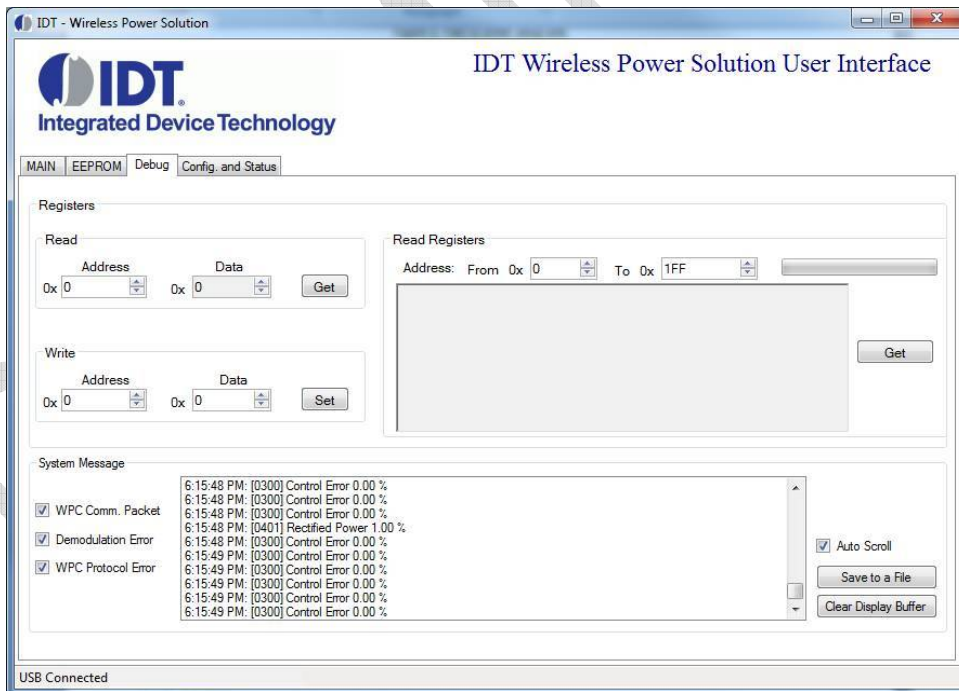 IDT - Wireless Power Solution
IDT Wireless Power Solution User Interface
IDT®
Integrated Device Technology
MAIN EEPROM Debug Config. and Status
Registers
Read
Address Data
0x 0 0x 0 Get
Write
Address Data
0x 0 0x 0 Set
Read Registers
Address: From 0x 0 To 0x 1FF
Get
System Message
WPC Comm. Packet
Demodulation Error
WPC Protocol Error
6:15:48 PM: [0300] Control Error 0.00 %
6:15:48 PM: [0300] Control Error 0.00 %
6:15:48 PM: [0300] Control Error 0.00 %
6:15:48 PM: [0401] Rectified Power 1.00 %
6:15:48 PM: [0300] Control Error 0.00 %
6:15:49 PM: [0300] Control Error 0.00 %
6:15:49 PM: [0300] Control Error 0.00 %
6:15:49 PM: [0300] Control Error 0.00 %
6:15:49 PM: [0300] Control Error 0.00 %
6:15:49 PM: [0300] Control Error 0.00 %
Auto Scroll
Save to a File
Clear Display Buffer
USB Connected